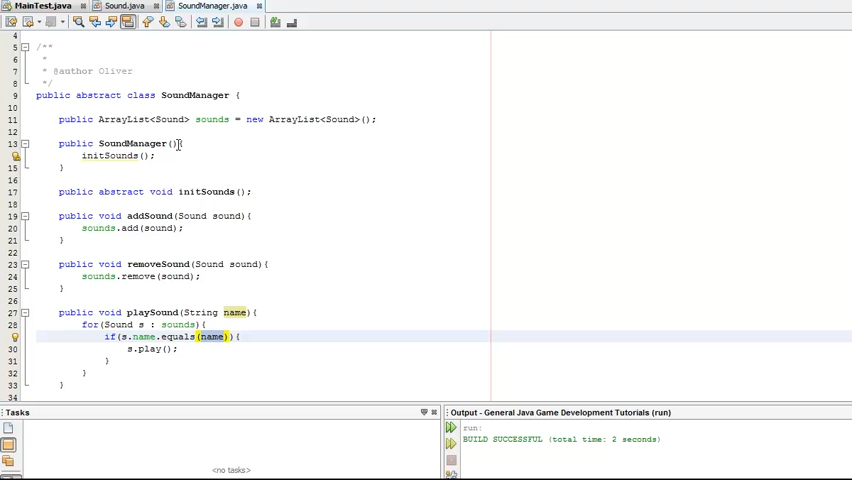 MainTest.java Sound.java SoundManager.java
4
5 /**
6 *
7 * @author Oliver
8 */
9 public abstract class SoundManager {
10
11 public ArrayList<Sound> sounds = new ArrayList<Sound>();
12
13 public SoundManager(){
initSounds();
15 }
16
17 public abstract void initSounds();
18
19 public void addSound(Sound sound){
20 sounds.add(sound);
21 }
22
23 public void removeSound(Sound sound){
24 sounds.remove(sound);
25 }
26
27 public void playSound(String name){
28 for(Sound s : sounds){
if(s.name.equals(name)){
30 s.play();
31 }
32 }
33 }
34
Tasks
<no tasks>
Output - General Java Game Development Tutorials (run)
run:
BUILD SUCCESSFUL (total time: 2 seconds)